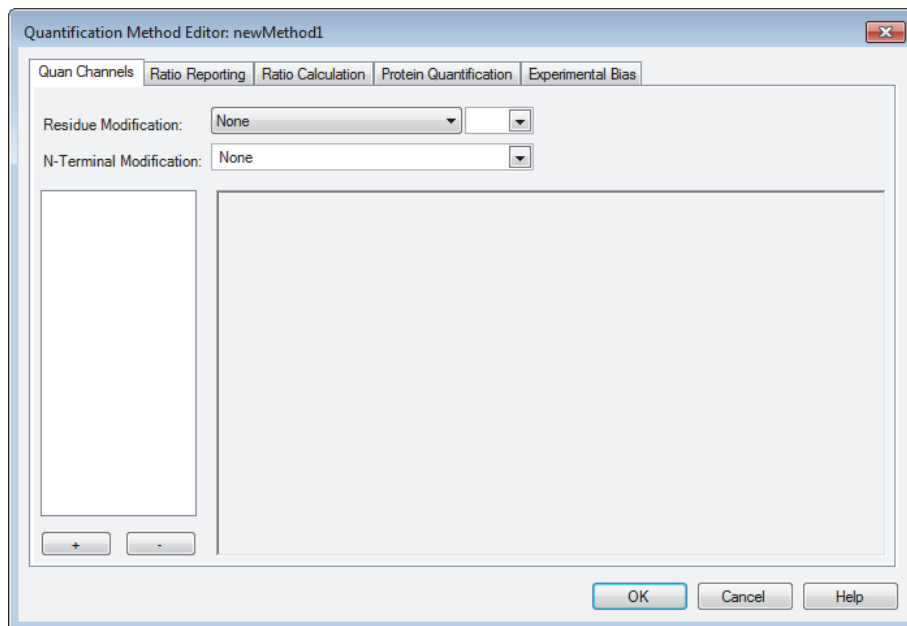 Quantification Method Editor: newMethod1
Quan Channels Ratio Reporting Ratio Calculation Protein Quantification Experimental Bias
Residue Modification: None
N-Terminal Modification: None
+ -
OK Cancel Help